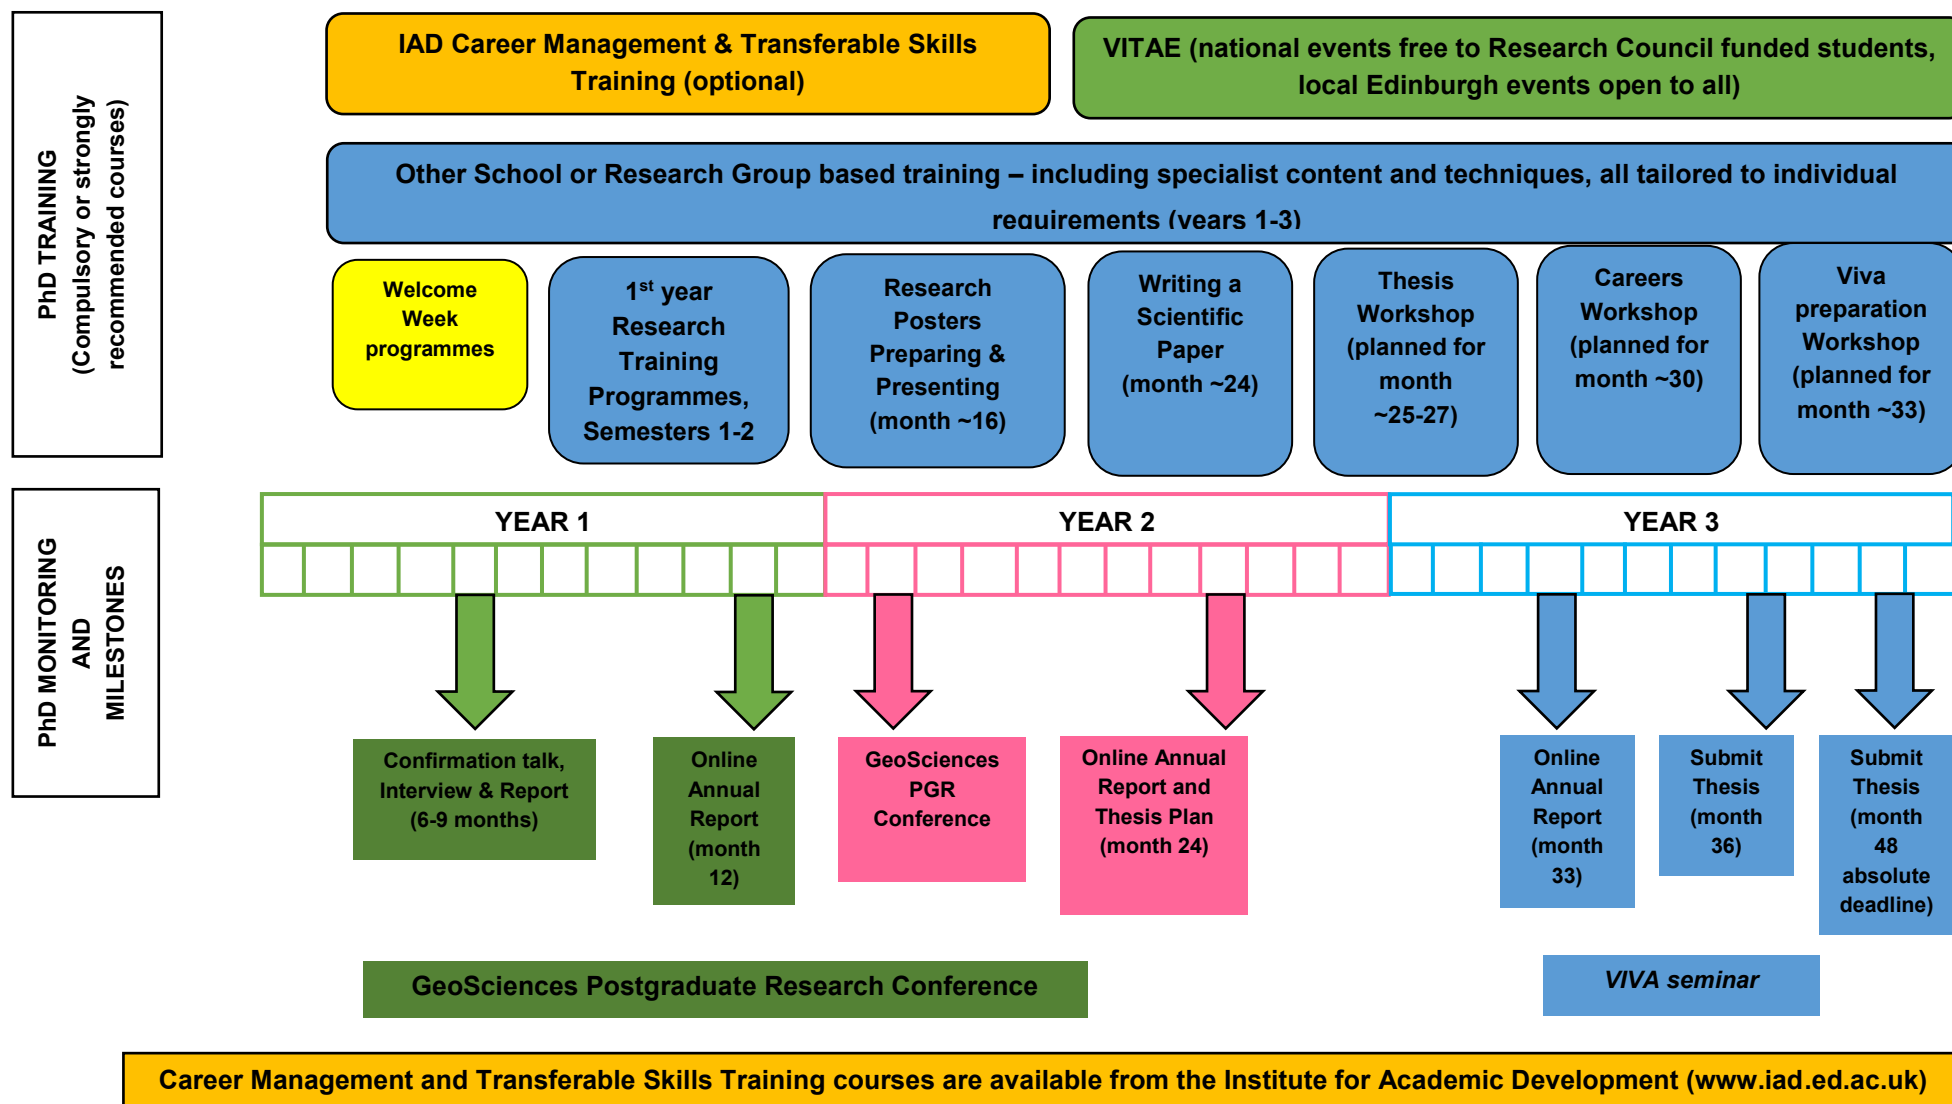 PhD TRAINING
(Compulsory or strongly
recommended courses)
IAD Career Management & Transferable Skills
Training (optional)
VITAE (national events free to Research Council funded students,
local Edinburgh events open to all)
Other School or Research Group based training – including specialist content and techniques, all tailored to individual
requirements (years 1-3)
Welcome
Week
programmes
1st year
Research
Training
Programmes,
Semesters 1-2
Research
Posters
Preparing &
Presenting
(month ~16)
Writing a
Scientific
Paper
(month ~24)
Thesis
Workshop
(planned for
month
~25-27)
Careers
Workshop
(planned for
month ~30)
Viva
preparation
Workshop
(planned for
month ~33)
PhD MONITORING
AND
MILESTONES
YEAR 1
YEAR 2
YEAR 3
Confirmation talk,
Interview & Report
(6-9 months)
Online
Annual
Report
(month
12)
GeoSciences
PGR
Conference
Online Annual
Report and
Thesis Plan
(month 24)
Online
Annual
Report
(month
33)
Submit
Thesis
(month
36)
Submit
Thesis
(month
48
absolute
deadline)
GeoSciences Postgraduate Research Conference
VIVA seminar
Career Management and Transferable Skills Training courses are available from the Institute for Academic Development (www.iad.ed.ac.uk)